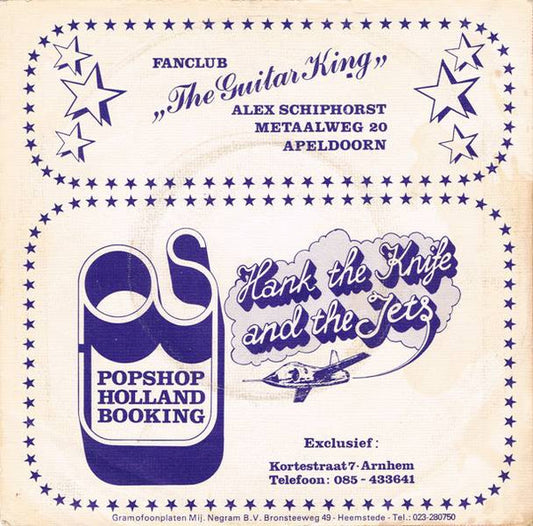 FANCLUB
„The Guitar King”
ALEX SCHIPHORST
METAALWEG 20
APELDOORN
Hank the Knife
and the Jets
POPSHOP
HOLLAND
BOOKING
Exclusief:
Kortestraat 7 · Arnhem
Telefoon: 085 - 433641
Gramofoonplaten Mij. Negram B.V. Bronsteeweg 49 - Heemstede - Tel.: 023-280750